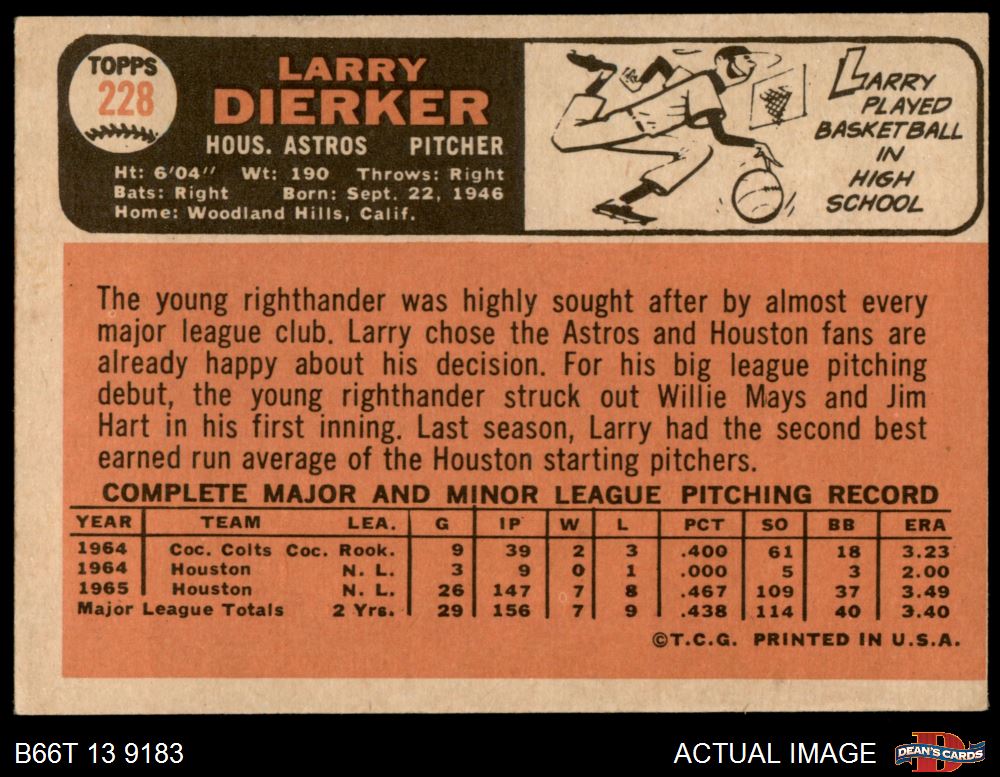 TOPPS
228
LARRY
DIERKER
HOUS. ASTROS PITCHER
Ht: 6'04" Wt: 190 Throws: Right
Bats: Right Born: Sept. 22, 1946
Home: Woodland Hills, Calif.
LARRY
PLAYED
BASKETBALL
IN
HIGH
SCHOOL
The young righthander was highly sought after by almost every
major league club. Larry chose the Astros and Houston fans are
already happy about his decision. For his big league pitching
debut, the young righthander struck out Willie Mays and Jim
Hart in his first inning. Last season, Larry had the second best
earned run average of the Houston starting pitchers.
COMPLETE MAJOR AND MINOR LEAGUE PITCHING RECORD
YEAR TEAM LEA. G IP W L PCT SO BB ERA
1964 Coc. Colts Coc. Rook. 9 39 2 3 .400 61 18 3.23
1964 Houston N. L. 3 9 0 1 .000 5 3 2.00
1965 Houston N. L. 26 147 7 8 .467 109 37 3.49
Major League Totals 2 Yrs. 29 156 7 9 .438 114 40 3.40
©T.C.G. PRINTED IN U.S.A.
B66T 13 9183
ACTUAL IMAGE
DEAN'S CARDS